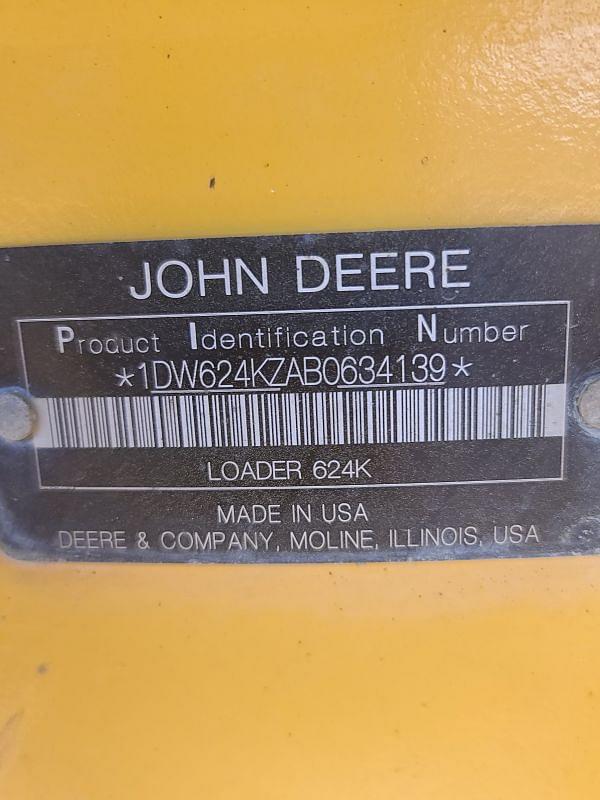 JOHN DEERE
Product Identification Number
*1DW624KZAB0634139*
LOADER 624K
MADE IN USA
DEERE & COMPANY, MOLINE, ILLINOIS, USA